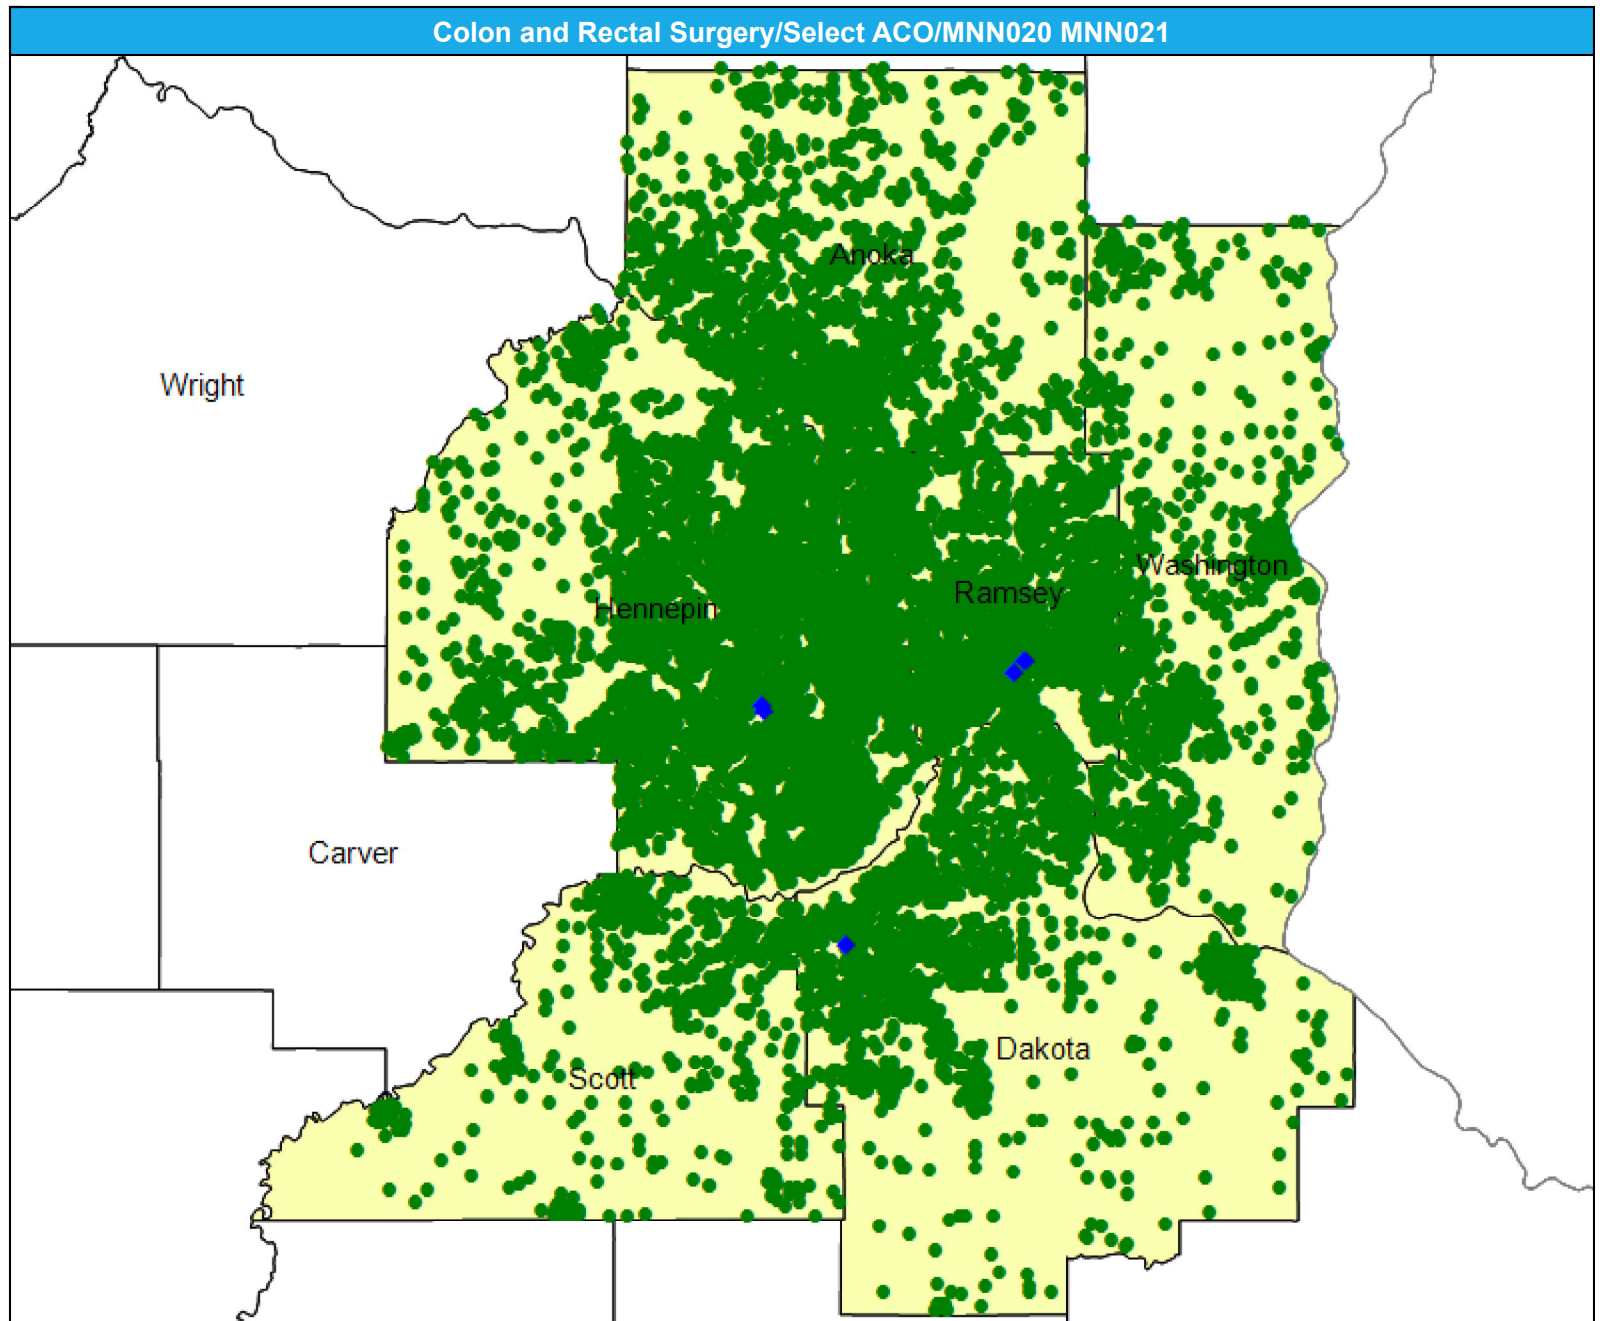 Colon and Rectal Surgery/Select ACO/MNN020 MNN021
Anoka
Wright
Washington
Ramsey
Hennepin
Carver
Dakota
Scott